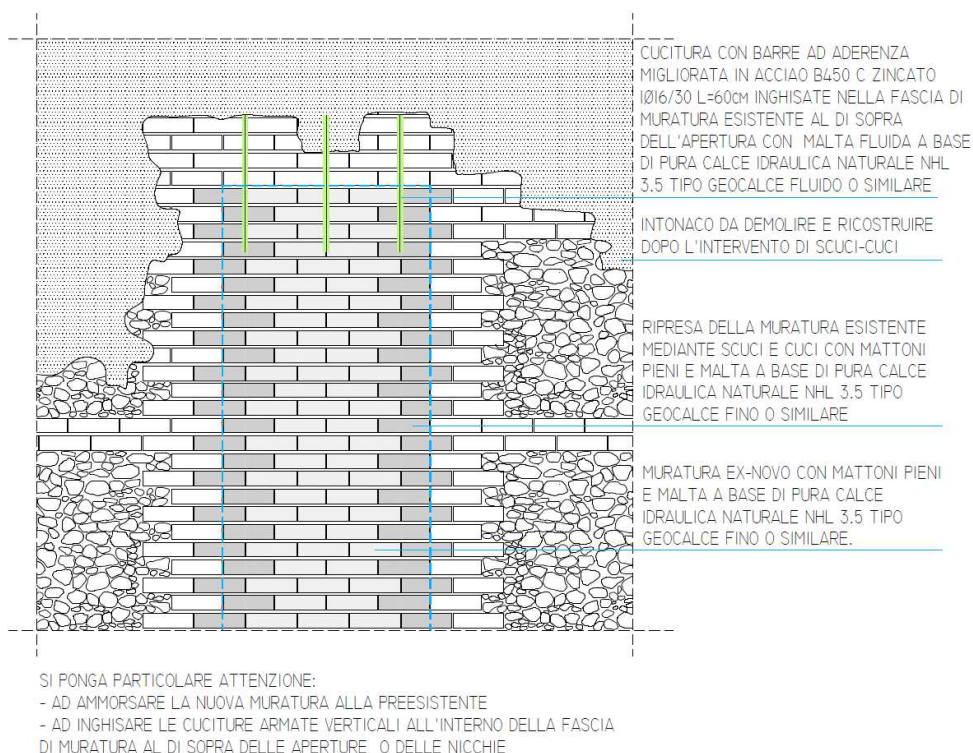 CUCITURA CON BARRE AD ADERENZA
MIGLIORATA IN ACCIAO B450 C ZINCATO
1Ø16/30 L=60cm INGHISATE NELLA FASCIA DI
MURATURA ESISTENTE AL DI SOPRA
DELL'APERTURA CON MALTA FLUIDA A BASE
DI PURA CALCE IDRAULICA NATURALE NHL
3.5 TIPO GEOCALCE FLUIDO O SIMILARE
INTONACO DA DEMOLIRE E RICOSTRUIRE
DOPO L'INTERVENTO DI SCUCI-CUCI
RIPRESA DELLA MURATURA ESISTENTE
MEDIANTE SCUCI E CUCI CON MATTONI
PIENI E MALTA A BASE DI PURA CALCE
IDRAULICA NATURALE NHL 3.5 TIPO
GEOCALCE FINO O SIMILARE
MURATURA EX-NOVO CON MATTONI PIENI
E MALTA A BASE DI PURA CALCE
IDRAULICA NATURALE NHL 3.5 TIPO
GEOCALCE FINO O SIMILARE.
SI PONGA PARTICOLARE ATTENZIONE:
- AD AMMORSARE LA NUOVA MURATURA ALLA PREESISTENTE
- AD INGHISARE LE CUCITURE ARMATE VERTICALI ALL'INTERNO DELLA FASCIA
DI MURATURA AL DI SOPRA DELLE APERTURE O DELLE NICCHIE